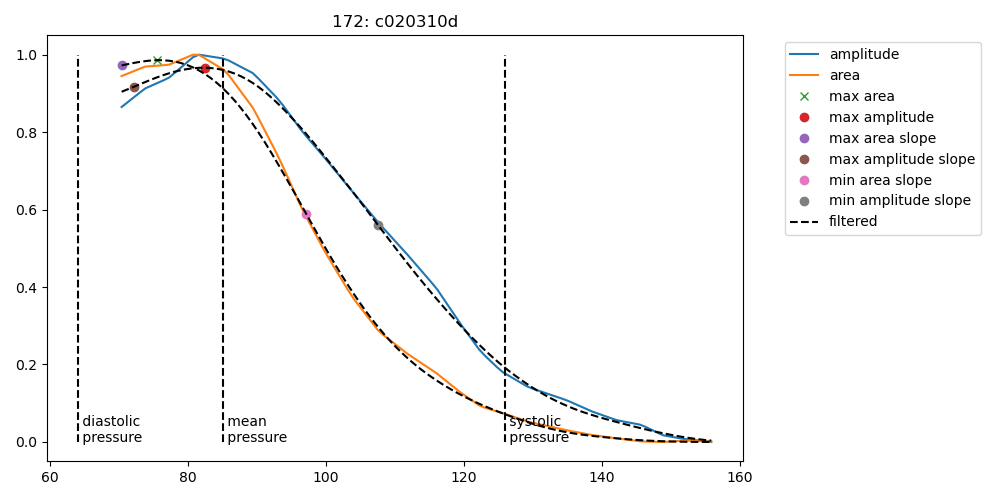 172: c020310d
1.0
0.8
0.6
0.4
0.2
0.0
60
80
100
120
140
160
diastolic
pressure
mean
pressure
systolic
pressure
amplitude
area
max area
max amplitude
max area slope
max amplitude slope
min area slope
min amplitude slope
filtered